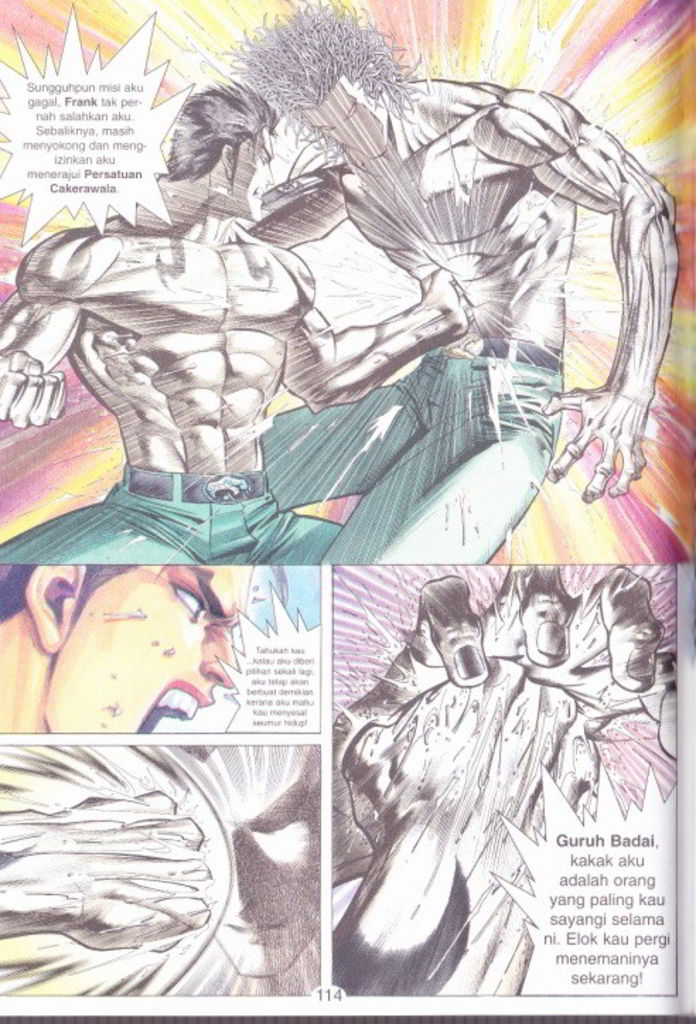 Sungguhpun misi aku
gagal, Frank tak per-
nah salahkan aku.
Sebaliknya, masih
menyokong dan meng-
izinkan aku
menerajui Persatuan
Cakerawala.
Tahukah kau
...kalau aku diberi
pilihan sekali lagi,
aku tetap akan
berbuat demikian
kerana aku mahu
kau menyesal
seumur hidup!
Guruh Badai,
kakak aku
adalah orang
yang paling kau
sayangi selama
ni. Elok kau pergi
menemaninya
sekarang!
114